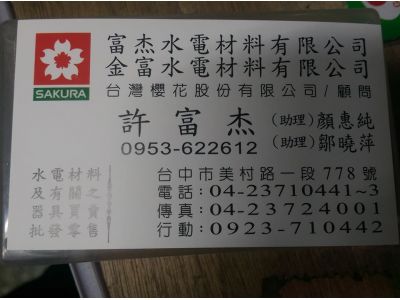 富杰水電材料有限公司
金富水電材料有限公司
SAKURA
台灣櫻花股份有限公司/顧問
許富杰
(助理)顏惠純
(助理)鄒曉萍
0953-622612
水電材料
及有關之
器具買賣
批發零售
台中市美村路一段778號
電話:04-23710441~3
傳真:04-23724001
行動:0923-710442